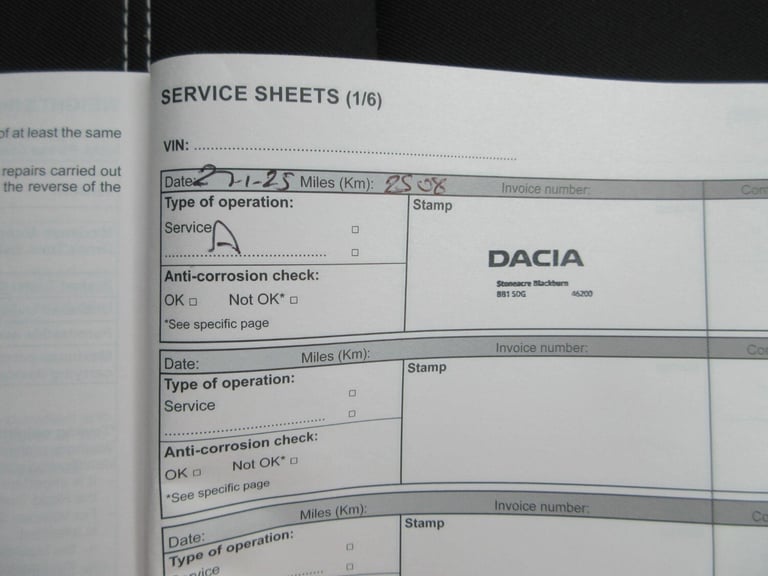 of at least the same
repairs carried out
the reverse of the
SERVICE SHEETS (1/6)
VIN:
Date: 27-1-25 Miles (Km): 2508 Invoice number:
Type of operation:
Stamp
Service A
DACIA
Stoneacre Blackburn
BB1 5DG 46200
Anti-corrosion check:
OK □ Not OK* □
*See specific page
Date: Miles (Km): Invoice number:
Type of operation:
Stamp
Service
Anti-corrosion check:
OK □ Not OK* □
*See specific page
Date: Miles (Km): Invoice number:
Type of operation:
Stamp
Service